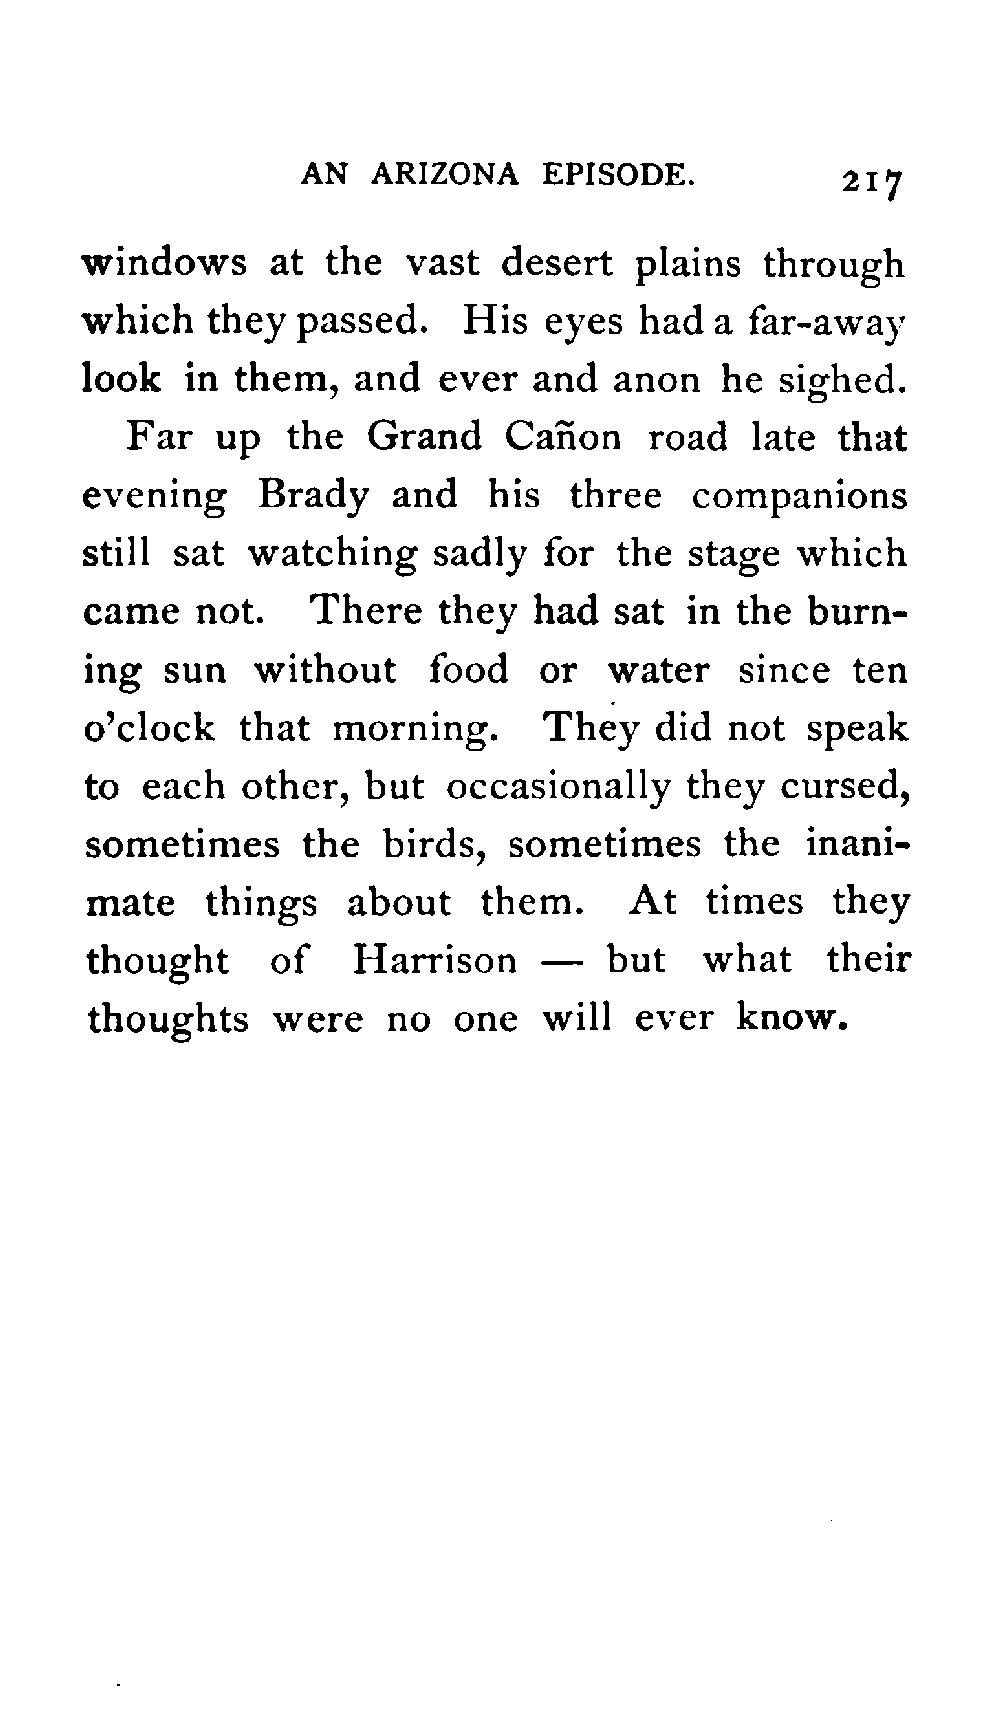 AN ARIZONA EPISODE. 217
windows at the vast desert plains through
which they passed. His eyes had a far-away
look in them, and ever and anon he sighed.
Far up the Grand Cañon road late that
evening Brady and his three companions
still sat watching sadly for the stage which
came not. There they had sat in the burn-
ing sun without food or water since ten
o'clock that morning. They did not speak
to each other, but occasionally they cursed,
sometimes the birds, sometimes the inani-
mate things about them. At times they
thought of Harrison — but what their
thoughts were no one will ever know.